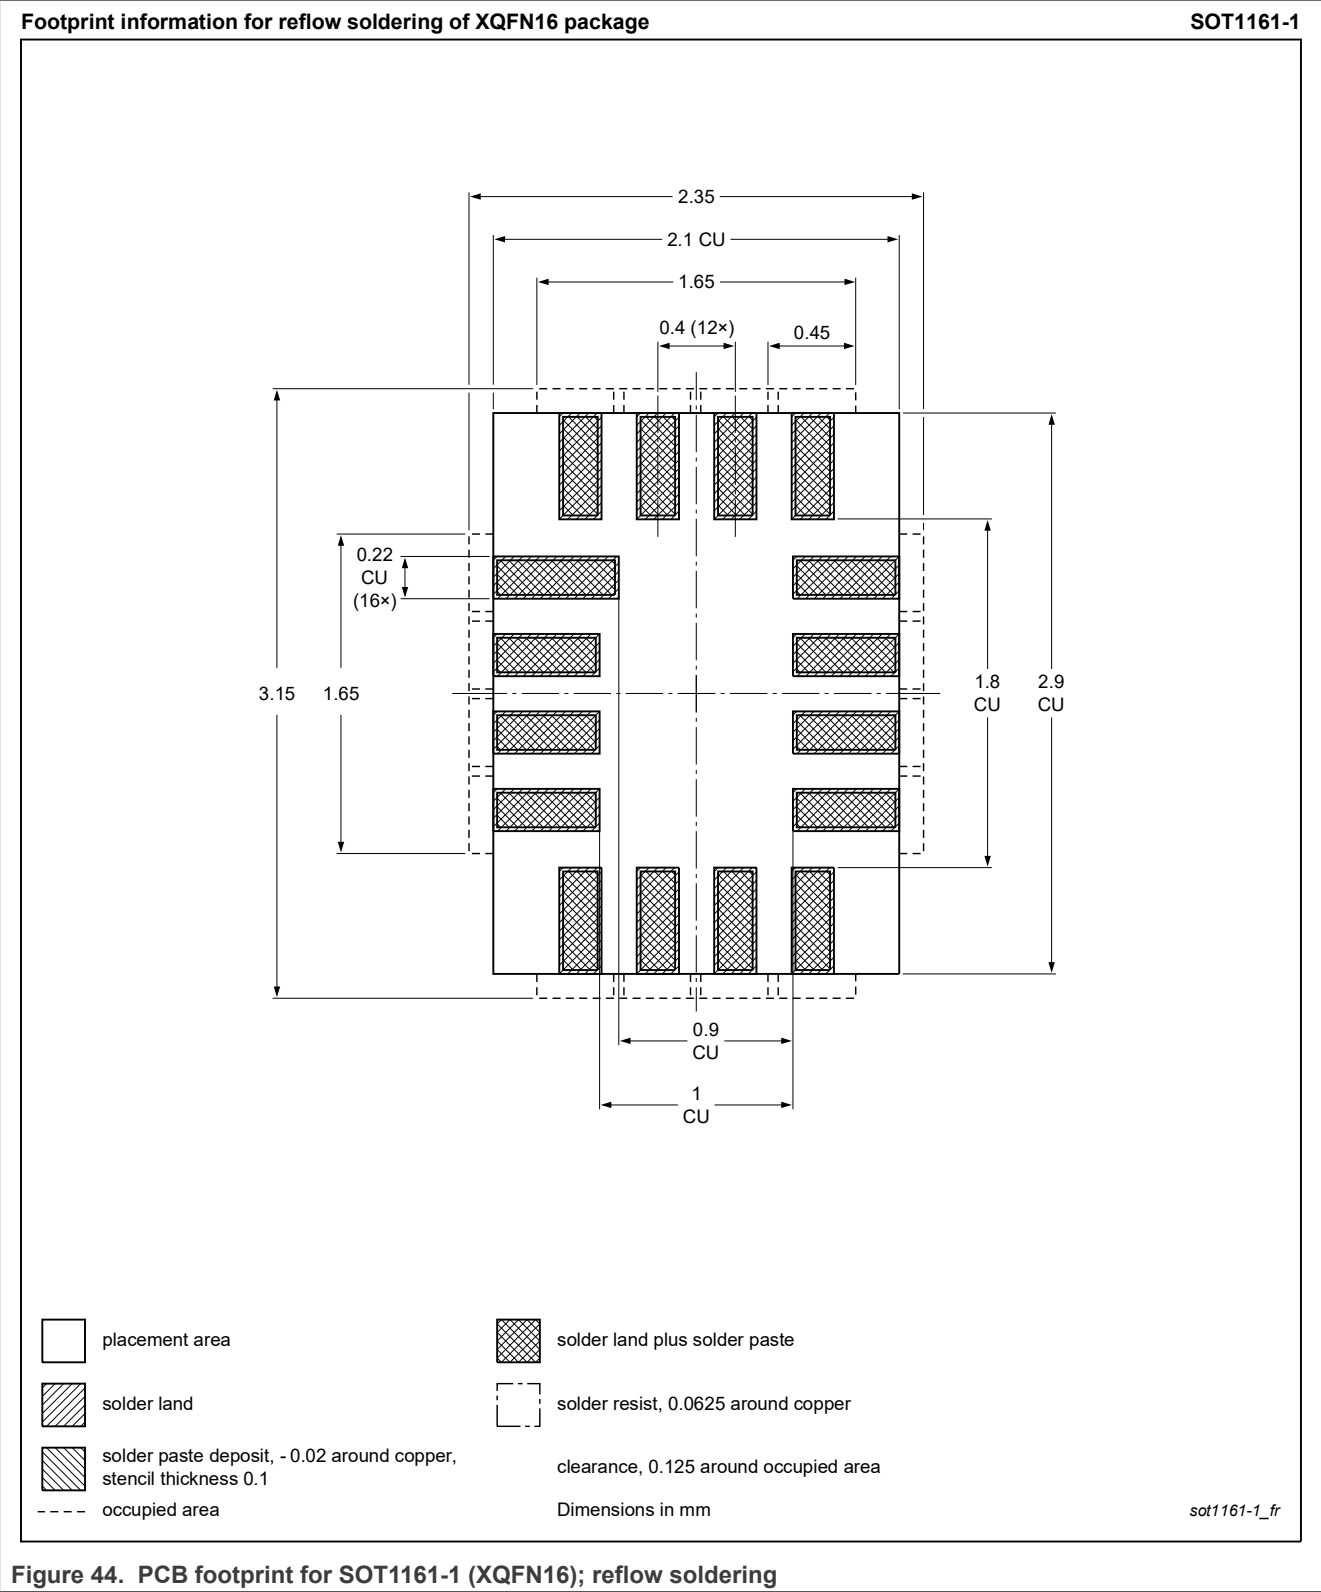 Footprint information for reflow soldering of XQFN16 package SOT1161-1
2.35
2.1 CU
1.65
0.4 (12×)
0.45
0.22
CU
(16×)
3.15
1.65
1.8
CU
2.9
CU
0.9
CU
1
CU
placement area
solder land plus solder paste
solder land
solder resist, 0.0625 around copper
solder paste deposit, - 0.02 around copper,
stencil thickness 0.1
clearance, 0.125 around occupied area
occupied area
Dimensions in mm
sot1161-1_fr
Figure 44. PCB footprint for SOT1161-1 (XQFN16); reflow soldering